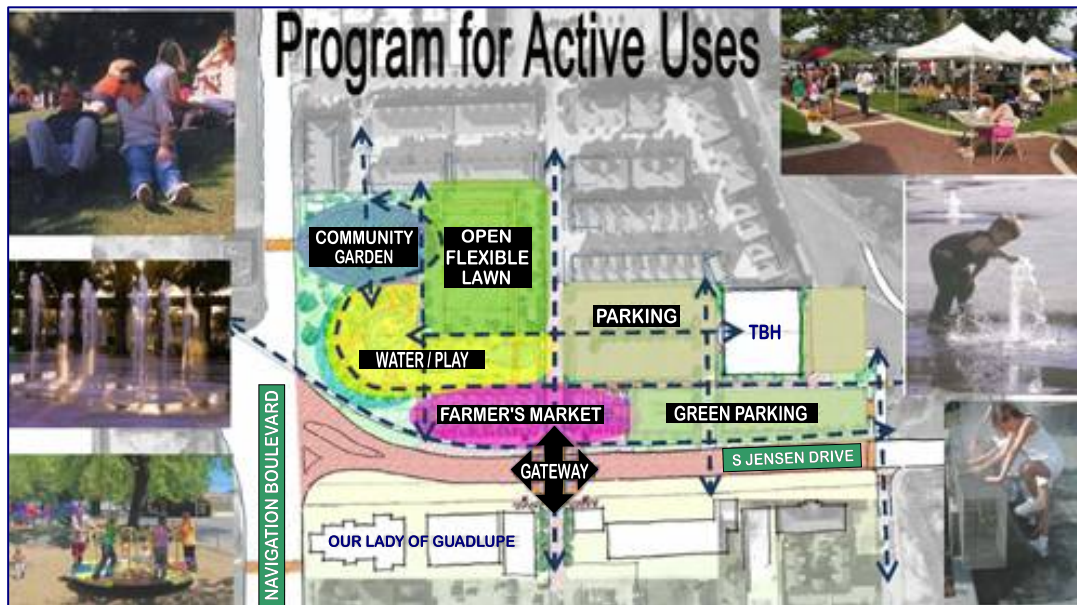 Program for Active Uses
COMMUNITY
GARDEN
OPEN
FLEXIBLE
LAWN
PARKING
TBH
WATER / PLAY
FARMER'S MARKET
GREEN PARKING
GATEWAY
S JENSEN DRIVE
NAVIGATION BOULEVARD
OUR LADY OF GUADLUPE